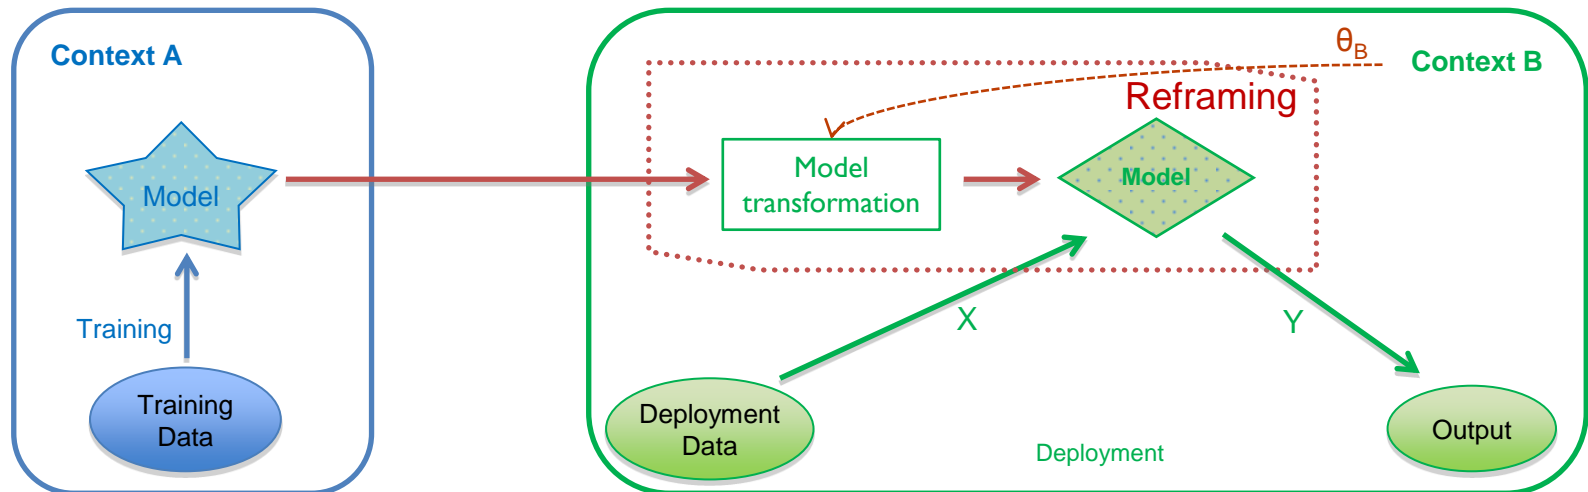 Context A
Model
Training
Training
Data
θB
Context B
Reframing
Model
transformation
Model
X
Y
Deployment
Data
Deployment
Output